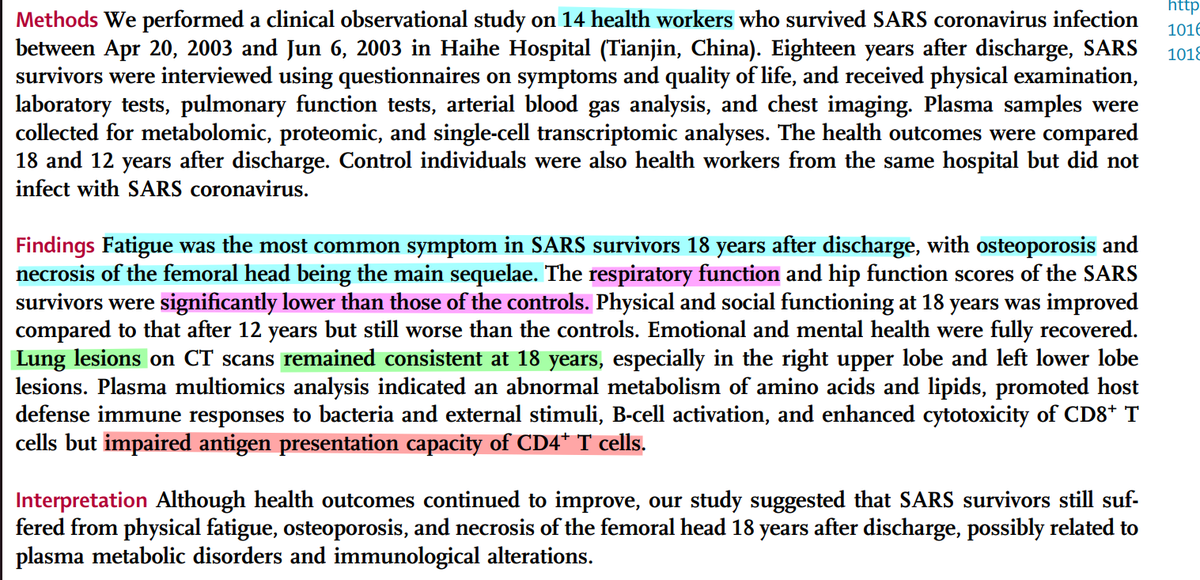 Methods We performed a clinical observational study on 14 health workers who survived SARS coronavirus infection
between Apr 20, 2003 and Jun 6, 2003 in Haihe Hospital (Tianjin, China). Eighteen years after discharge, SARS
survivors were interviewed using questionnaires on symptoms and quality of life, and received physical examination,
laboratory tests, pulmonary function tests, arterial blood gas analysis, and chest imaging. Plasma samples were
collected for metabolomic, proteomic, and single-cell transcriptomic analyses. The health outcomes were compared
18 and 12 years after discharge. Control individuals were also health workers from the same hospital but did not
infect with SARS coronavirus.
Findings Fatigue was the most common symptom in SARS survivors 18 years after discharge, with osteoporosis and
necrosis of the femoral head being the main sequelae. The respiratory function and hip function scores of the SARS
survivors were significantly lower than those of the controls. Physical and social functioning at 18 years was improved
compared to that after 12 years but still worse than the controls. Emotional and mental health were fully recovered.
Lung lesions on CT scans remained consistent at 18 years, especially in the right upper lobe and left lower lobe
lesions. Plasma multiomics analysis indicated an abnormal metabolism of amino acids and lipids, promoted host
defense immune responses to bacteria and external stimuli, B-cell activation, and enhanced cytotoxicity of CD8⁺ T
cells but impaired antigen presentation capacity of CD4⁺ T cells.
Interpretation Although health outcomes continued to improve, our study suggested that SARS survivors still suf-
fered from physical fatigue, osteoporosis, and necrosis of the femoral head 18 years after discharge, possibly related to
plasma metabolic disorders and immunological alterations.
http
1016